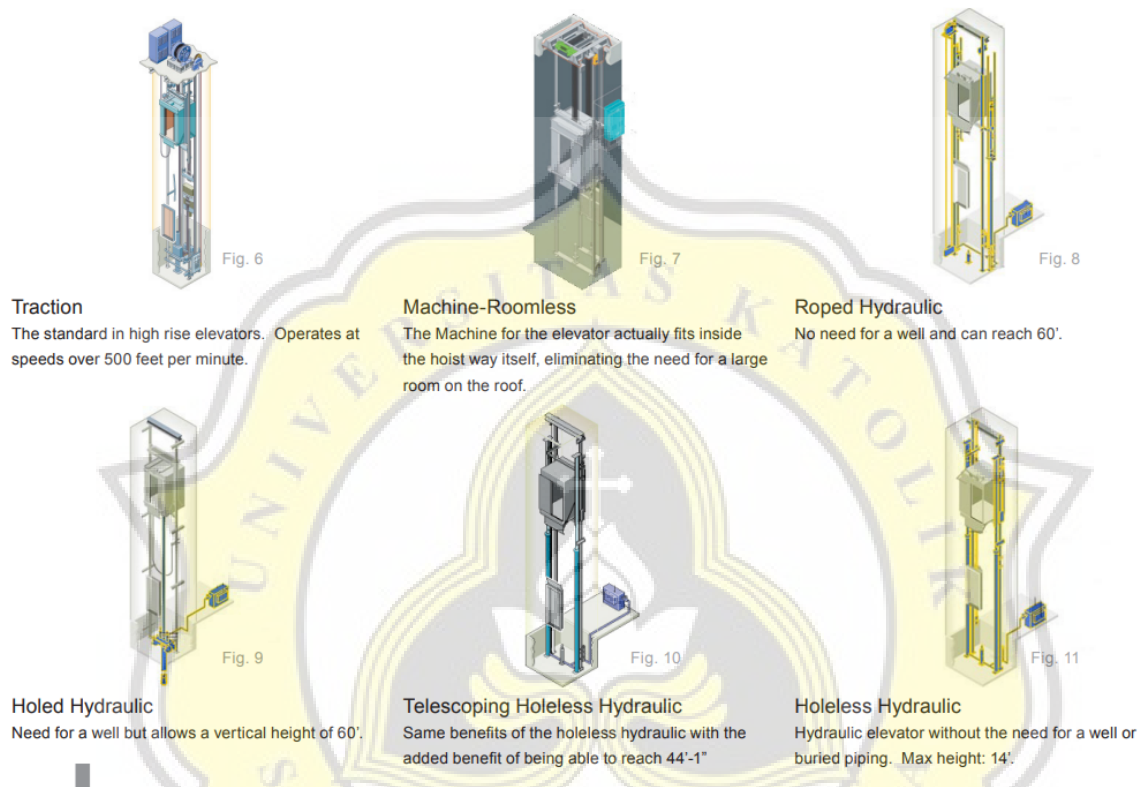 Fig. 6
Fig. 7
Fig. 8
Traction
The standard in high rise elevators. Operates at
speeds over 500 feet per minute.
Machine-Roomless
The Machine for the elevator actually fits inside
the hoist way itself, eliminating the need for a large
room on the roof.
Roped Hydraulic
No need for a well and can reach 60'.
UNIVERSITAS KATOLIK
Fig. 9
Fig. 10
Fig. 11
Holed Hydraulic
Need for a well but allows a vertical height of 60'.
Telescoping Holeless Hydraulic
Same benefits of the holeless hydraulic with the
added benefit of being able to reach 44'-1”
Holeless Hydraulic
Hydraulic elevator without the need for a well or
buried piping. Max height: 14'.